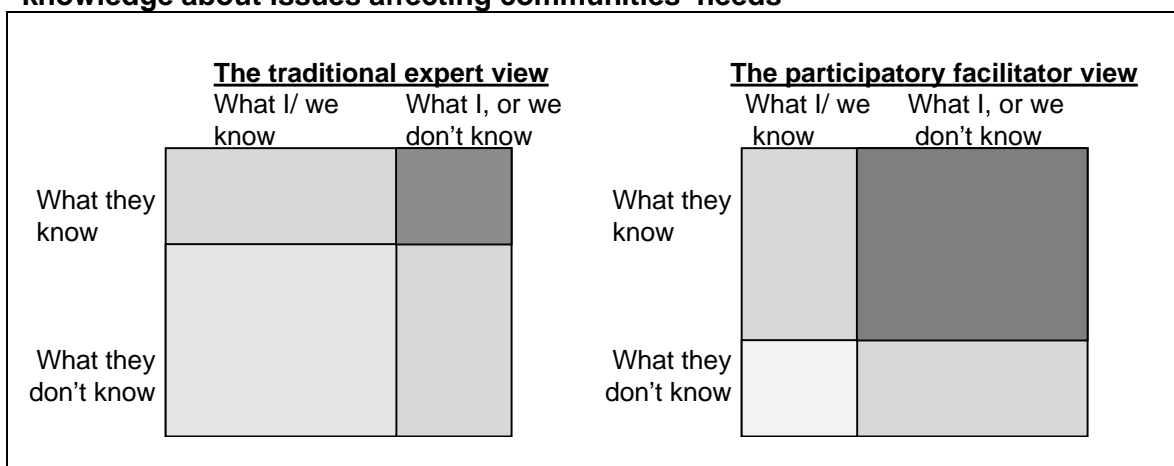 knowledge about issues affecting communities' needs
The traditional expert view
What I/ we
know
What I, or we
don't know
What they
know
What they
don't know
The participatory facilitator view
What I/ we
know
What I, or we
don't know
What they
know
What they
don't know